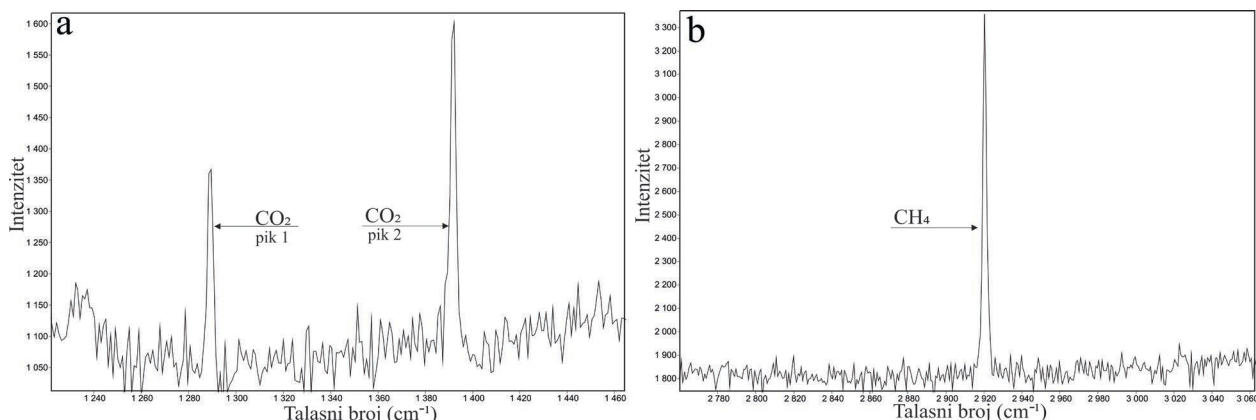 a
Intenzitet
1 600
1 550
1 500
1 450
1 400
1 350
1 300
1 250
1 200
1 150
1 100
1 050
CO₂
pik 1
CO₂
pik 2
1 240 1 260 1 280 1 300 1 320 1 340 1 360 1 380 1 400 1 420 1 440 1 460
Talasni broj (cm⁻¹)
b
Intenzitet
3 300
3 200
3 100
3 000
2 900
2 800
2 700
2 600
2 500
2 400
2 300
2 200
2 100
2 000
1 900
1 800
CH₄
2 760 2 780 2 800 2 820 2 840 2 860 2 880 2 900 2 920 2 940 2 960 2 980 3 000 3 020 3 040 3 060
Talasni broj (cm⁻¹)